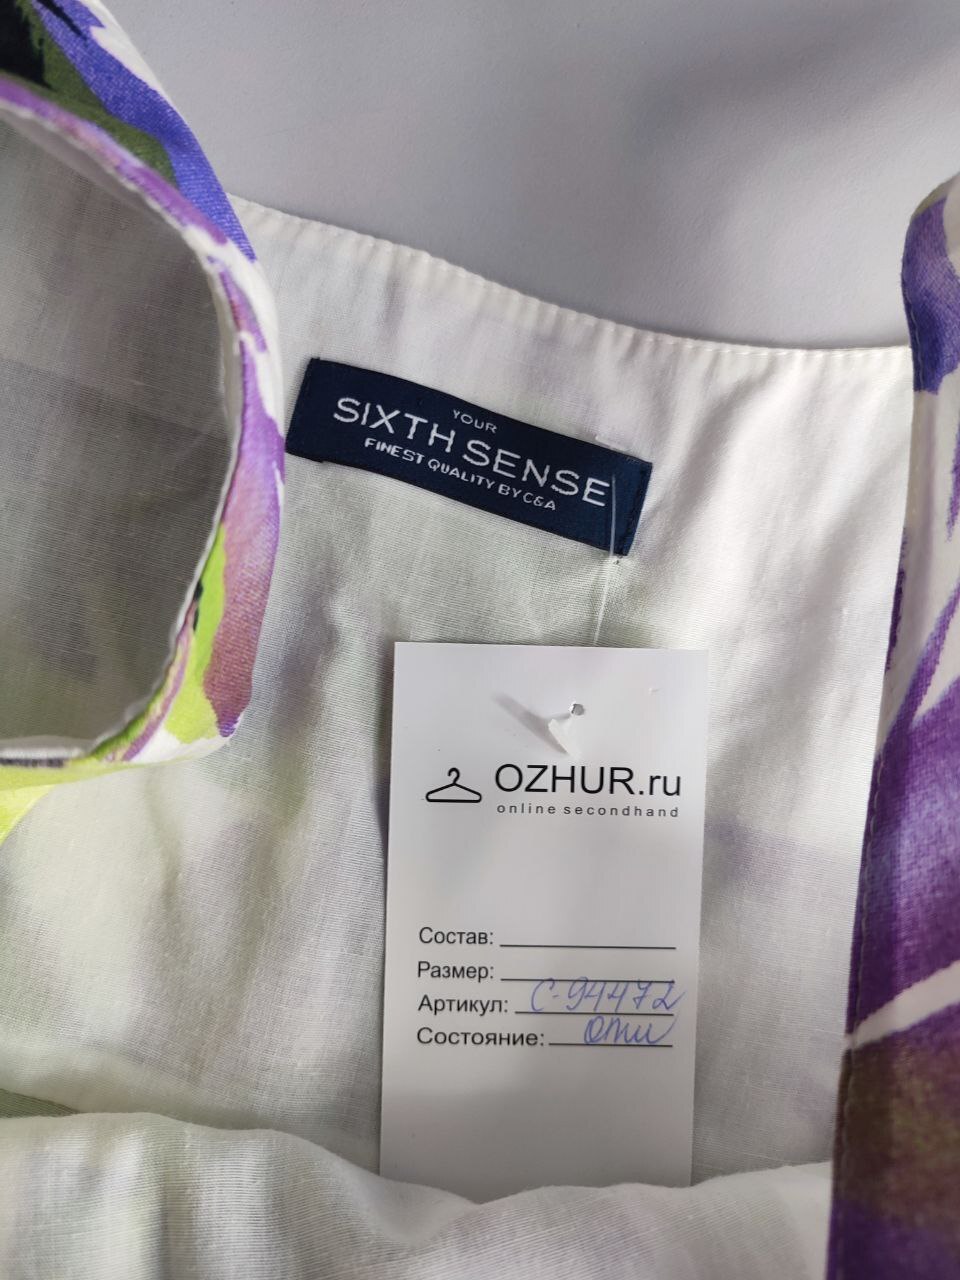 YOUR
SIXTH SENSE
FINEST QUALITY BY C&A
OZHUR.ru
online secondhand
Состав:
Размер:
Артикул: С-94472
Состояние: отл